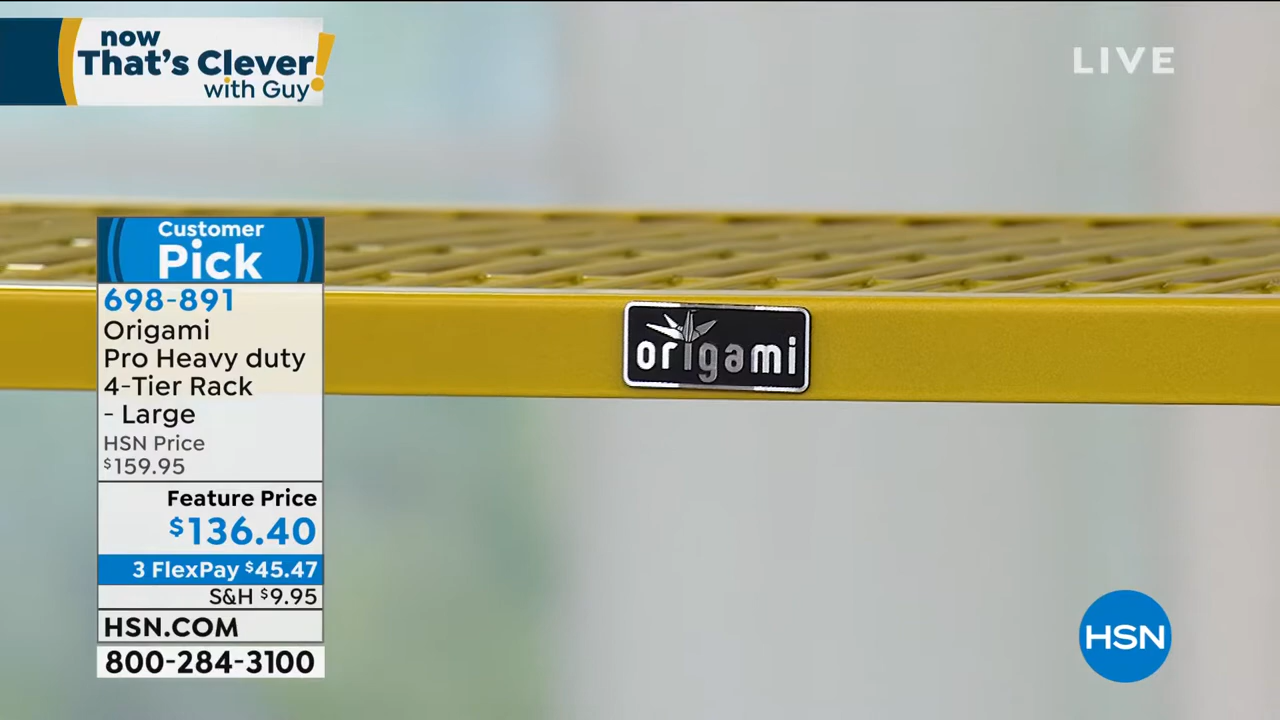 now
That's Clever!
with Guy
LIVE
Customer
Pick
698-891
Origami
Pro Heavy duty
4-Tier Rack
- Large
HSN Price
$159.95
Feature Price
$136.40
3 FlexPay $45.47
S&H $9.95
HSN.COM
800-284-3100
origami
HSN